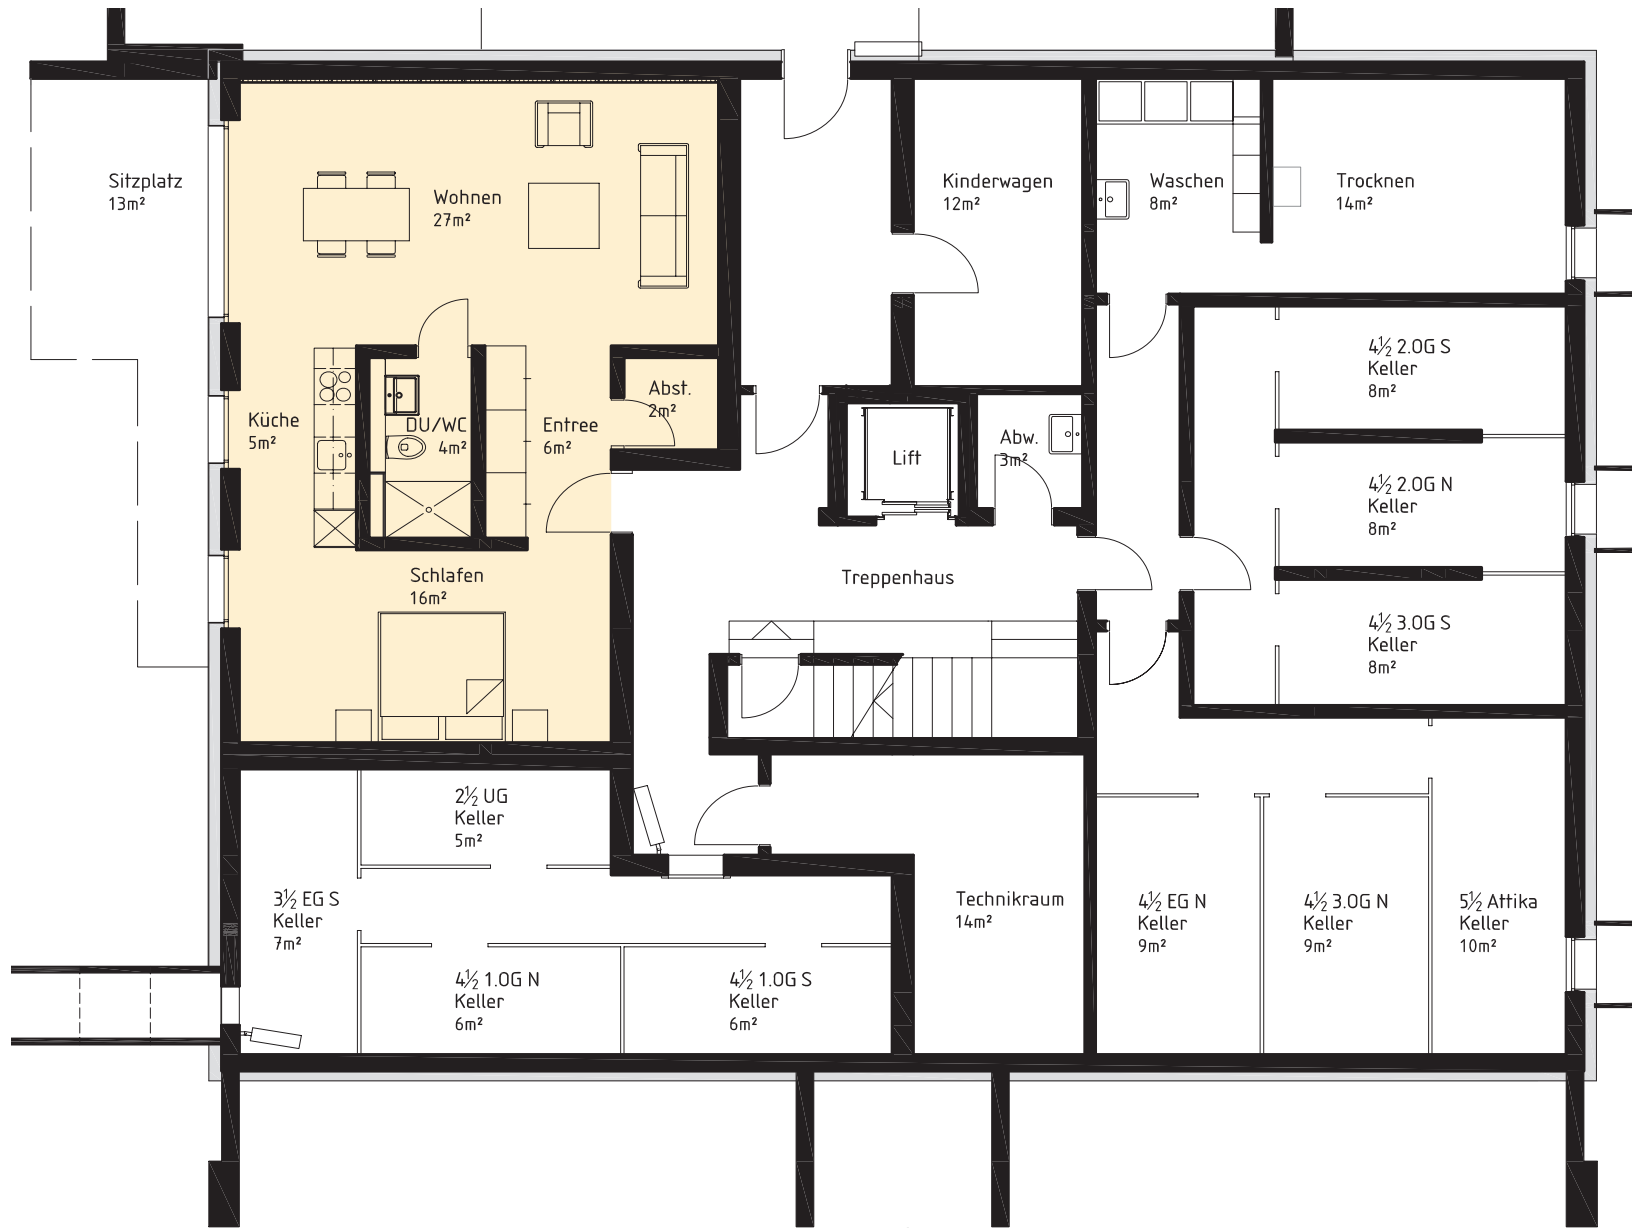 Sitzplatz
13m²
Wohnen
27m²
Kinderwagen
12m²
Waschen
8m²
Trocknen
14m²
4½ 2.OG S
Keller
8m²
Küche
5m²
DU/WC
4m²
Entree
6m²
Abst.
2m²
Lift
Abw.
3m²
4½ 2.OG N
Keller
8m²
Schlafen
16m²
Treppenhaus
4½ 3.OG S
Keller
8m²
2½ UG
Keller
5m²
3½ EG S
Keller
7m²
Technikraum
14m²
4½ EG N
Keller
9m²
4½ 3.OG N
Keller
9m²
5½ Attika
Keller
10m²
4½ 1.OG N
Keller
6m²
4½ 1.OG S
Keller
6m²